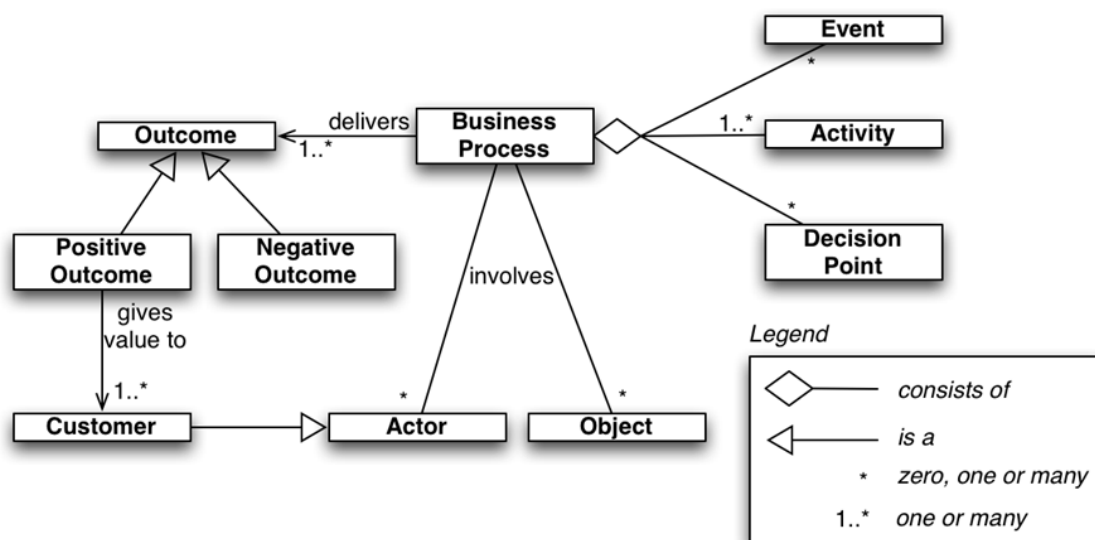 Event
*
delivers
Business
Process
1..*
Activity
Outcome
1..*
*
Decision
Point
Positive
Outcome
Negative
Outcome
involves
gives
value to
1..*
*
*
Customer
Actor
Object
Legend
consists of
is a
* zero, one or many
1..* one or many